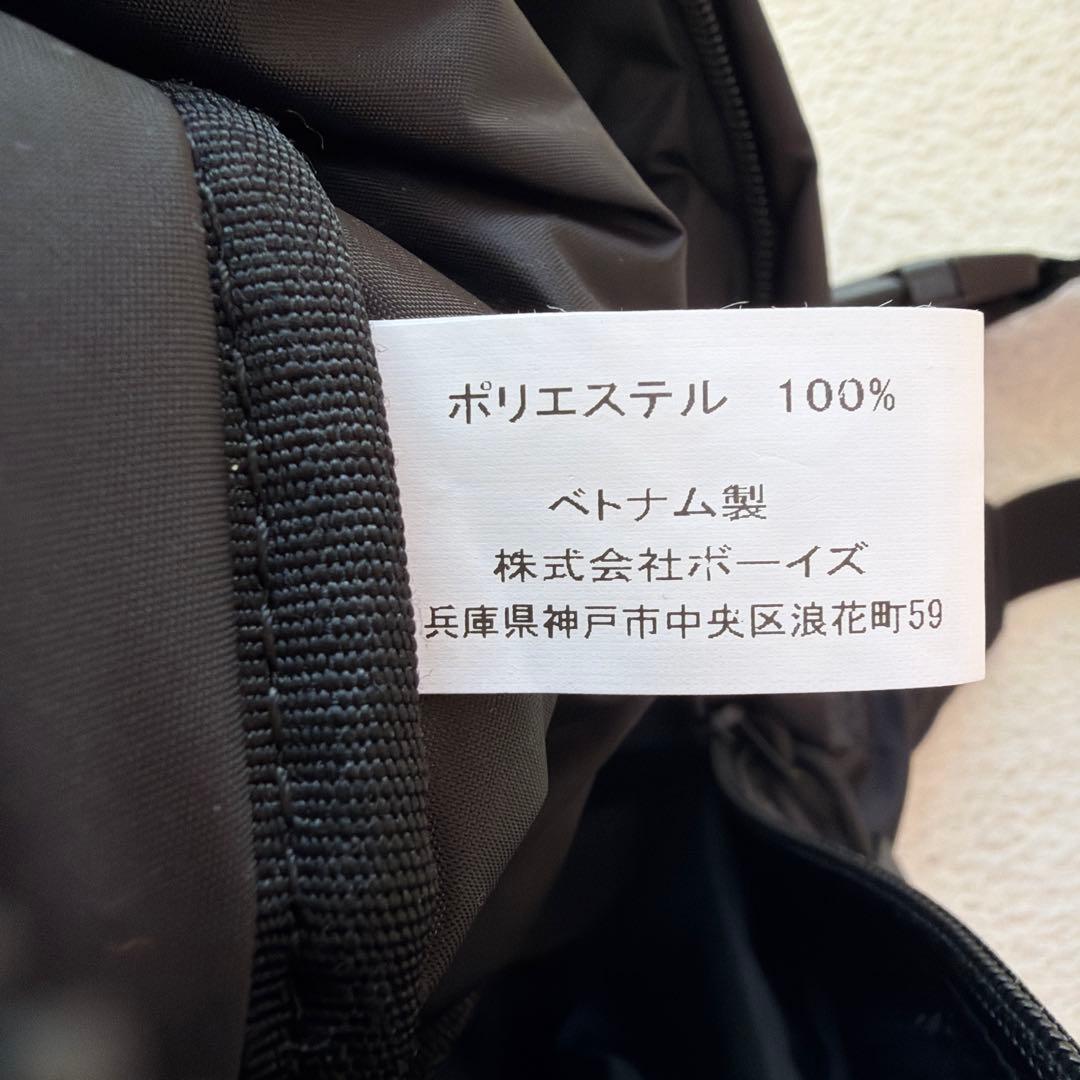 ポリエステル　100%
ベトナム製
株式会社ボーイズ
兵庫県神戸市中央区浪花町59